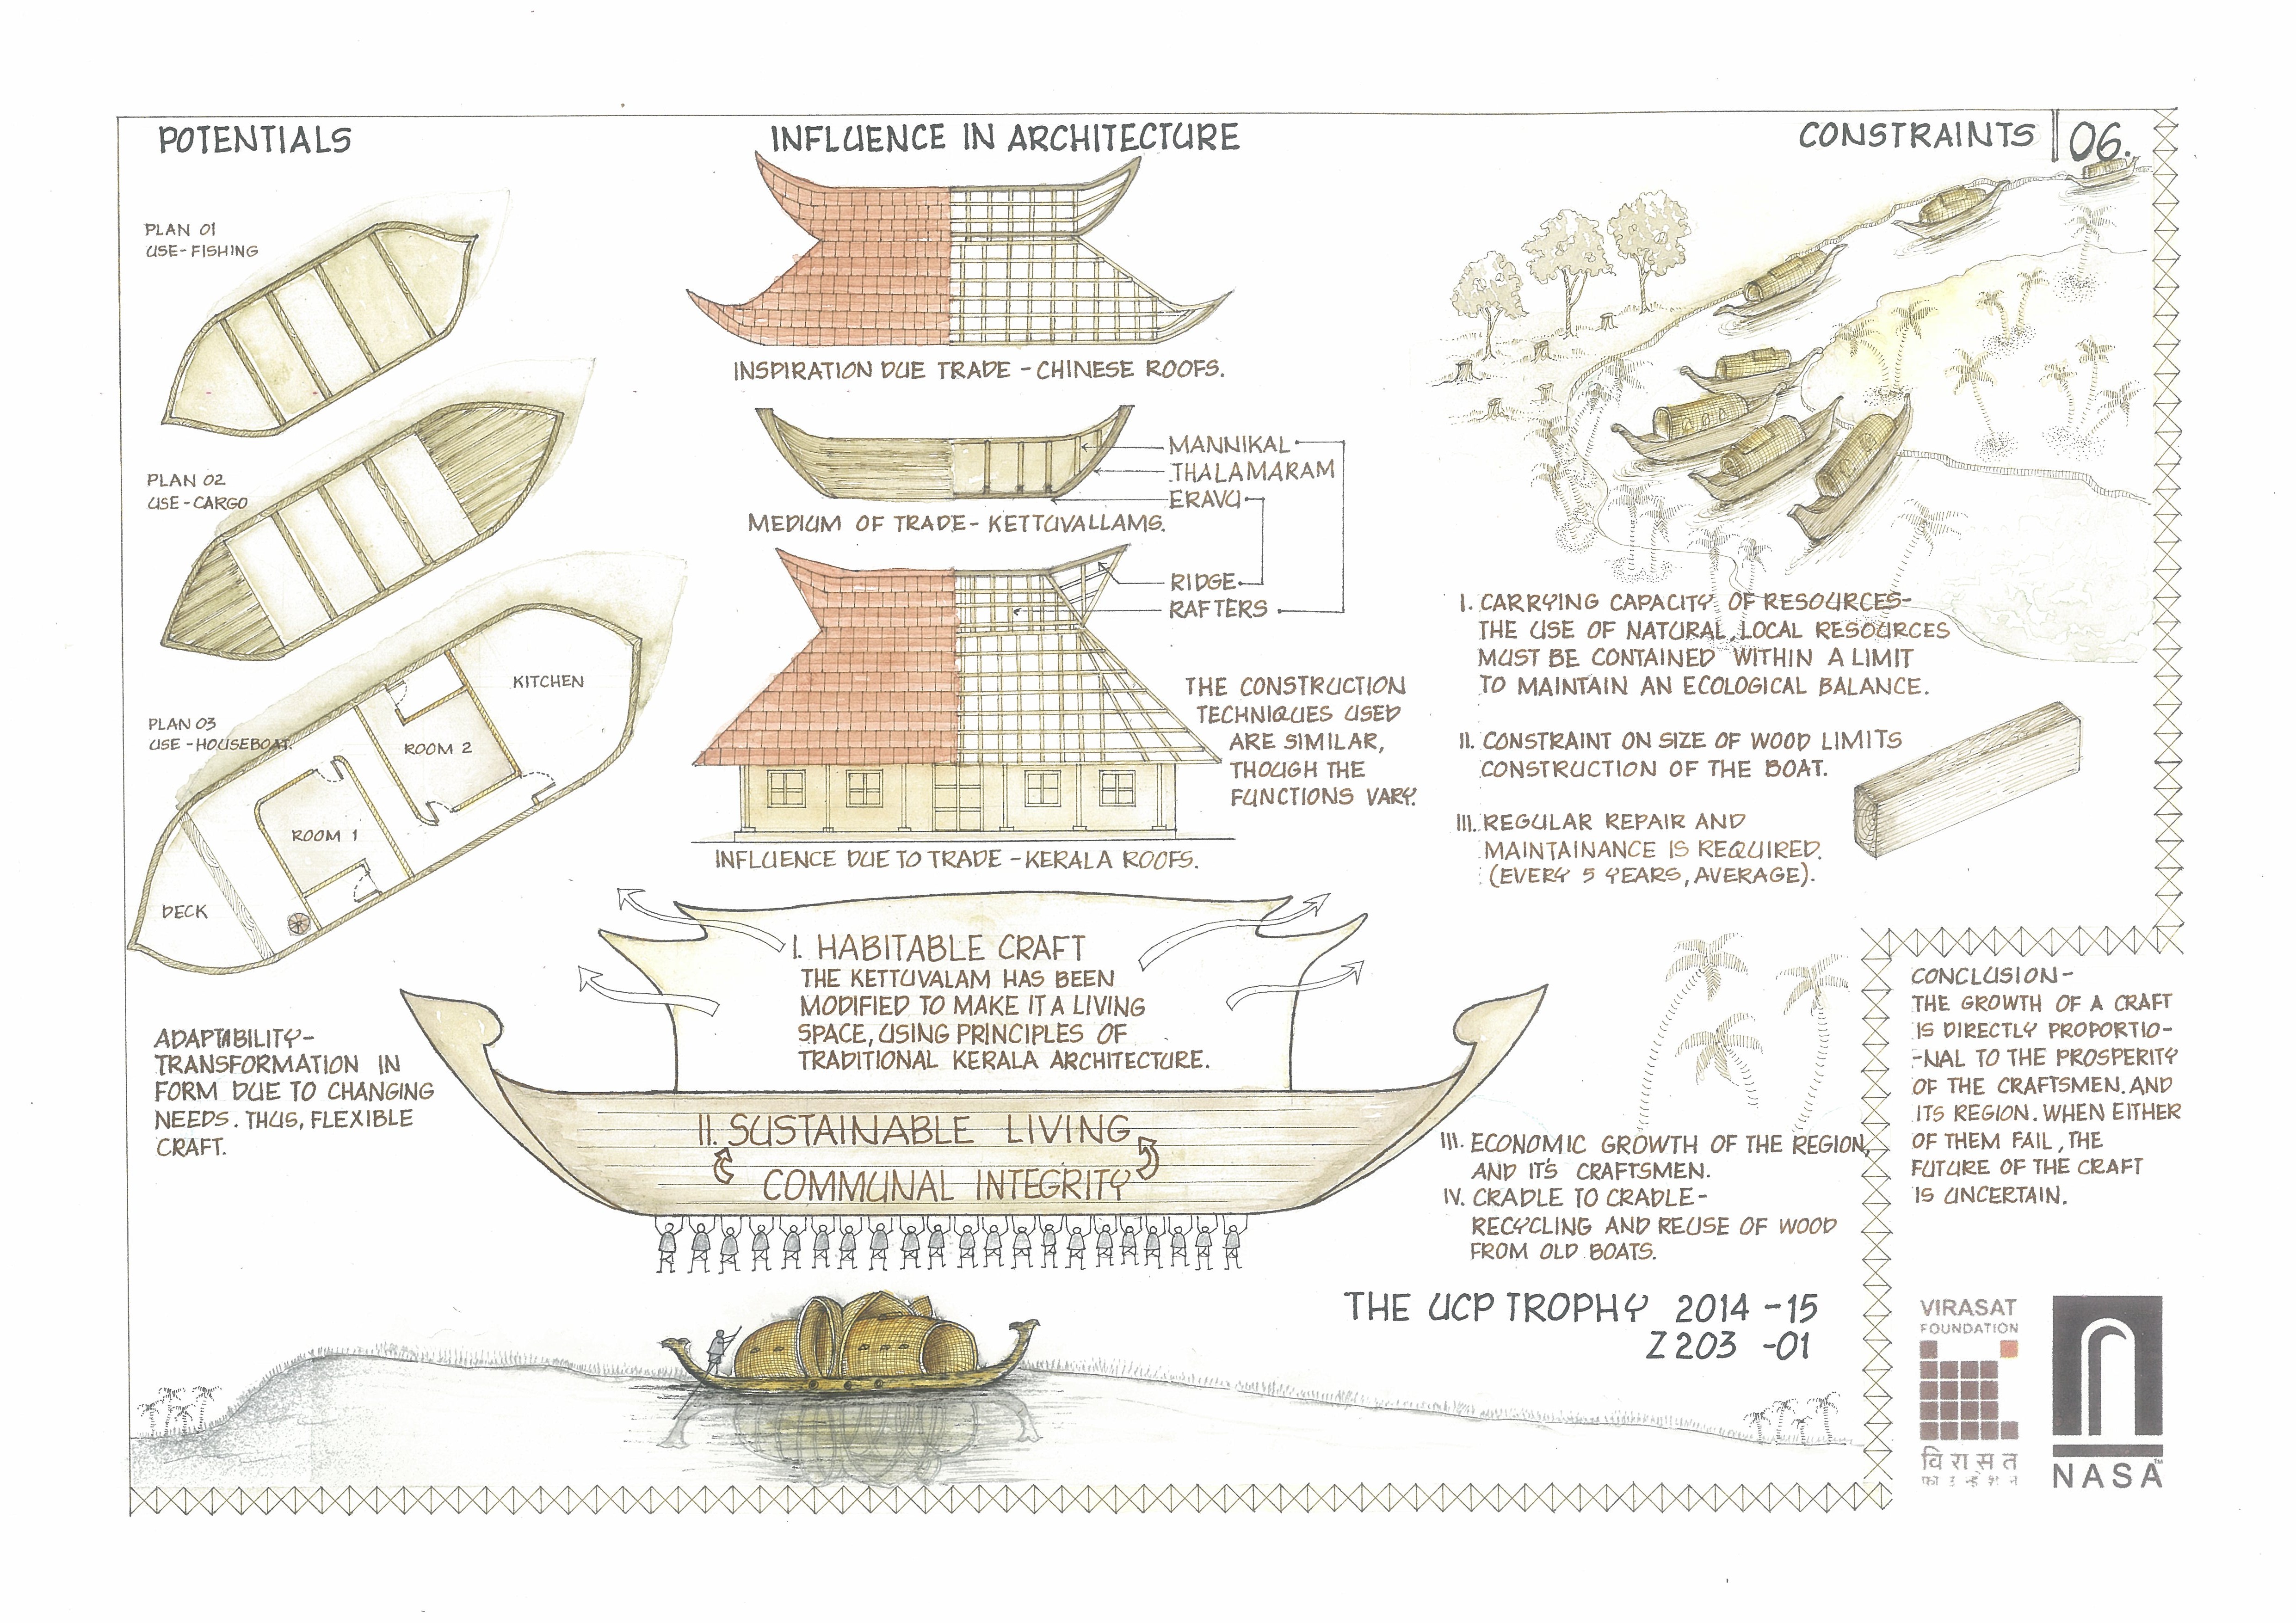 POTENTIALS
INFLUENCE IN ARCHITECTURE
CONSTRAINTS
06.
PLAN 01
USE-FISHING
PLAN 02
USE-CARGO
PLAN 03
USE-HOUSEBOAT.
KITCHEN
ROOM 2
ROOM 1
DECK
ADAPTABILITY-
TRANSFORMATION IN
FORM DUE TO CHANGING
NEEDS. THUS, FLEXIBLE
CRAFT.
INSPIRATION DUE TRADE - CHINESE ROOFS.
MANNIKAL
THALAMARAM
ERAVU
MEDIUM OF TRADE- KETTUVALLAMS.
RIDGE
RAFTERS
THE CONSTRUCTION
TECHNIQUES USED
ARE SIMILAR,
THOUGH THE
FUNCTIONS VARY.
INFLUENCE DUE TO TRADE - KERALA ROOFS.
I. HABITABLE CRAFT
THE KETTUVALAM HAS BEEN
MODIFIED TO MAKE IT A LIVING
SPACE, USING PRINCIPLES OF
TRADITIONAL KERALA ARCHITECTURE.
II. SUSTAINABLE LIVING
COMMUNAL INTEGRITY
I. CARRYING CAPACITY OF RESOURCES-
THE USE OF NATURAL, LOCAL RESOURCES
MUST BE CONTAINED WITHIN A LIMIT
TO MAINTAIN AN ECOLOGICAL BALANCE.
II. CONSTRAINT ON SIZE OF WOOD LIMITS
CONSTRUCTION OF THE BOAT.
III. REGULAR REPAIR AND
MAINTAINANCE IS REQUIRED.
(EVERY 5 YEARS, AVERAGE).
III. ECONOMIC GROWTH OF THE REGION,
AND IT'S CRAFTSMEN.
IV. CRADLE TO CRADLE-
RECYCLING AND REUSE OF WOOD
FROM OLD BOATS.
CONCLUSION-
THE GROWTH OF A CRAFT
IS DIRECTLY PROPORTIO-
-NAL TO THE PROSPERITY
OF THE CRAFTSMEN. AND
ITS REGION. WHEN EITHER
OF THEM FAIL, THE
FUTURE OF THE CRAFT
IS UNCERTAIN.
THE UCP TROPHY 2014-15
Z203 -01
VIRASAT
FOUNDATION
विरासत
फाउन्डेशन
NASA
TM